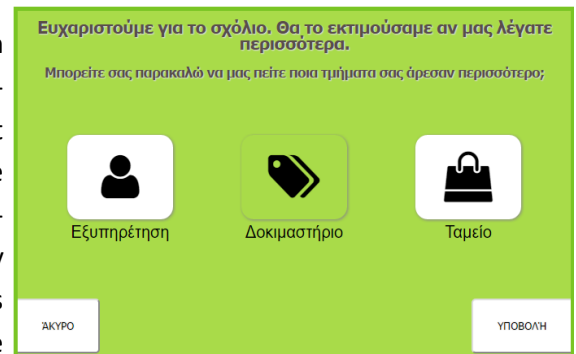 Ευχαριστούμε για το σχόλιο. Θα το εκτιμούσαμε αν μας λέγατε
περισσότερα.
Μπορείτε σας παρακαλώ να μας πείτε ποια τμήματα σας άρεσαν περισσότερο;
Εξυπηρέτηση Δοκιμαστήριο Ταμείο
ΆΚΥΡΟ ΥΠΟΒΟΛΉ